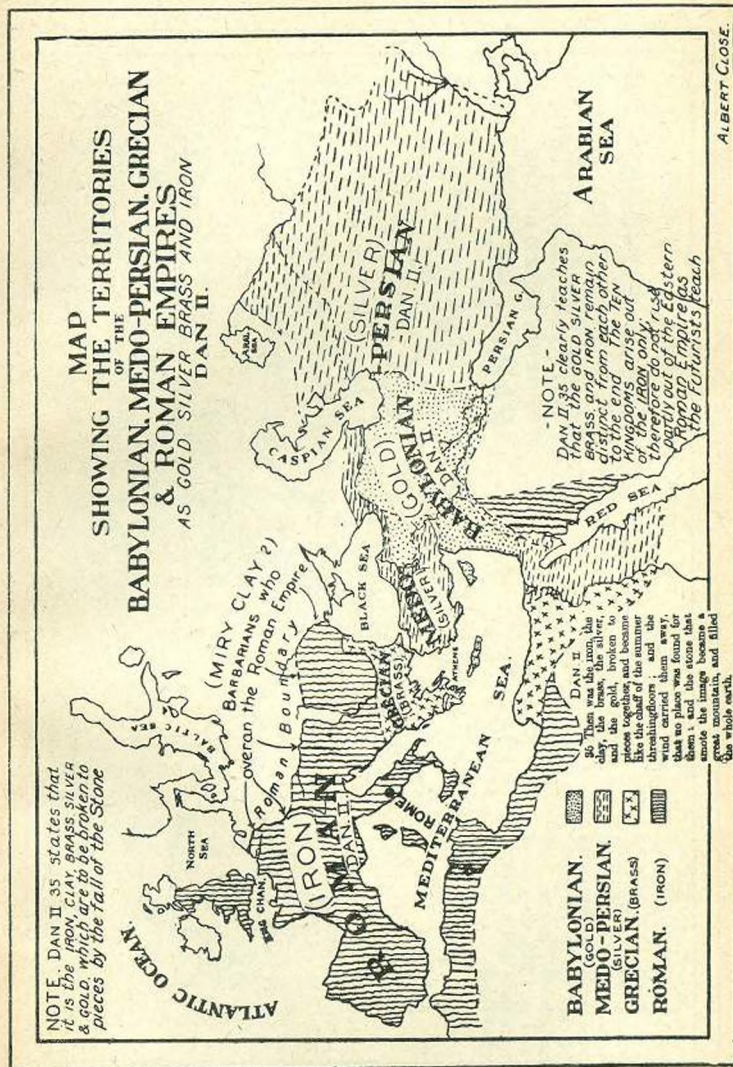 MAP
SHOWING THE TERRITORIES
OF THE
BABYLONIAN, MEDO-PERSIAN, GRECIAN
& ROMAN EMPIRES
AS GOLD SILVER BRASS AND IRON
DAN II.
NOTE. DAN II 35 states that
it is the IRON, CLAY, BRASS SILVER
& GOLD, which are to be broken to
pieces by the fall of the Stone
ATLANTIC OCEAN.
NORTH
SEA
BALTIC SEA
ENG CHAN.
(MIRY CLAY ?)
BARBARIANS who
overan the Roman Empire
Roman Boundary
(IRON)
ROMAN
DAN II.
ROME
MEDITERRANEAN
SEA.
BLACK SEA
CASPIAN SEA
ARAL
SEA
GRECIAN
(BRASS)
ATHENS
MEDO
(SILVER)
(GOLD)
BABYLONIAN
DAN II
(SILVER)
PERSIAN
DAN II.
PERSIAN G.
RED SEA
ARABIAN
SEA
-NOTE-
DAN II, 35 clearly teaches
that the GOLD SILVER
BRASS and IRON remain
distinct from each other
to the end. The TEN
KINGDOMS arise out
of the IRON only:
therefore do not rise
partly out of the Eastern
Roman Empire as
the Futurists teach
BABYLONIAN.
(GOLD)
MEDO-PERSIAN.
(SILVER)
GRECIAN. (BRASS)
ROMAN. (IRON)
DAN II
35 Then was the iron, the
clay, the brass, the silver,
and the gold, broken to
pieces together, and became
like the chaff of the summer
threshingfloors; and the
wind carried them away,
that no place was found for
them: and the stone that
smote the image became a
great mountain, and filled
the whole earth.
ALBERT CLOSE.